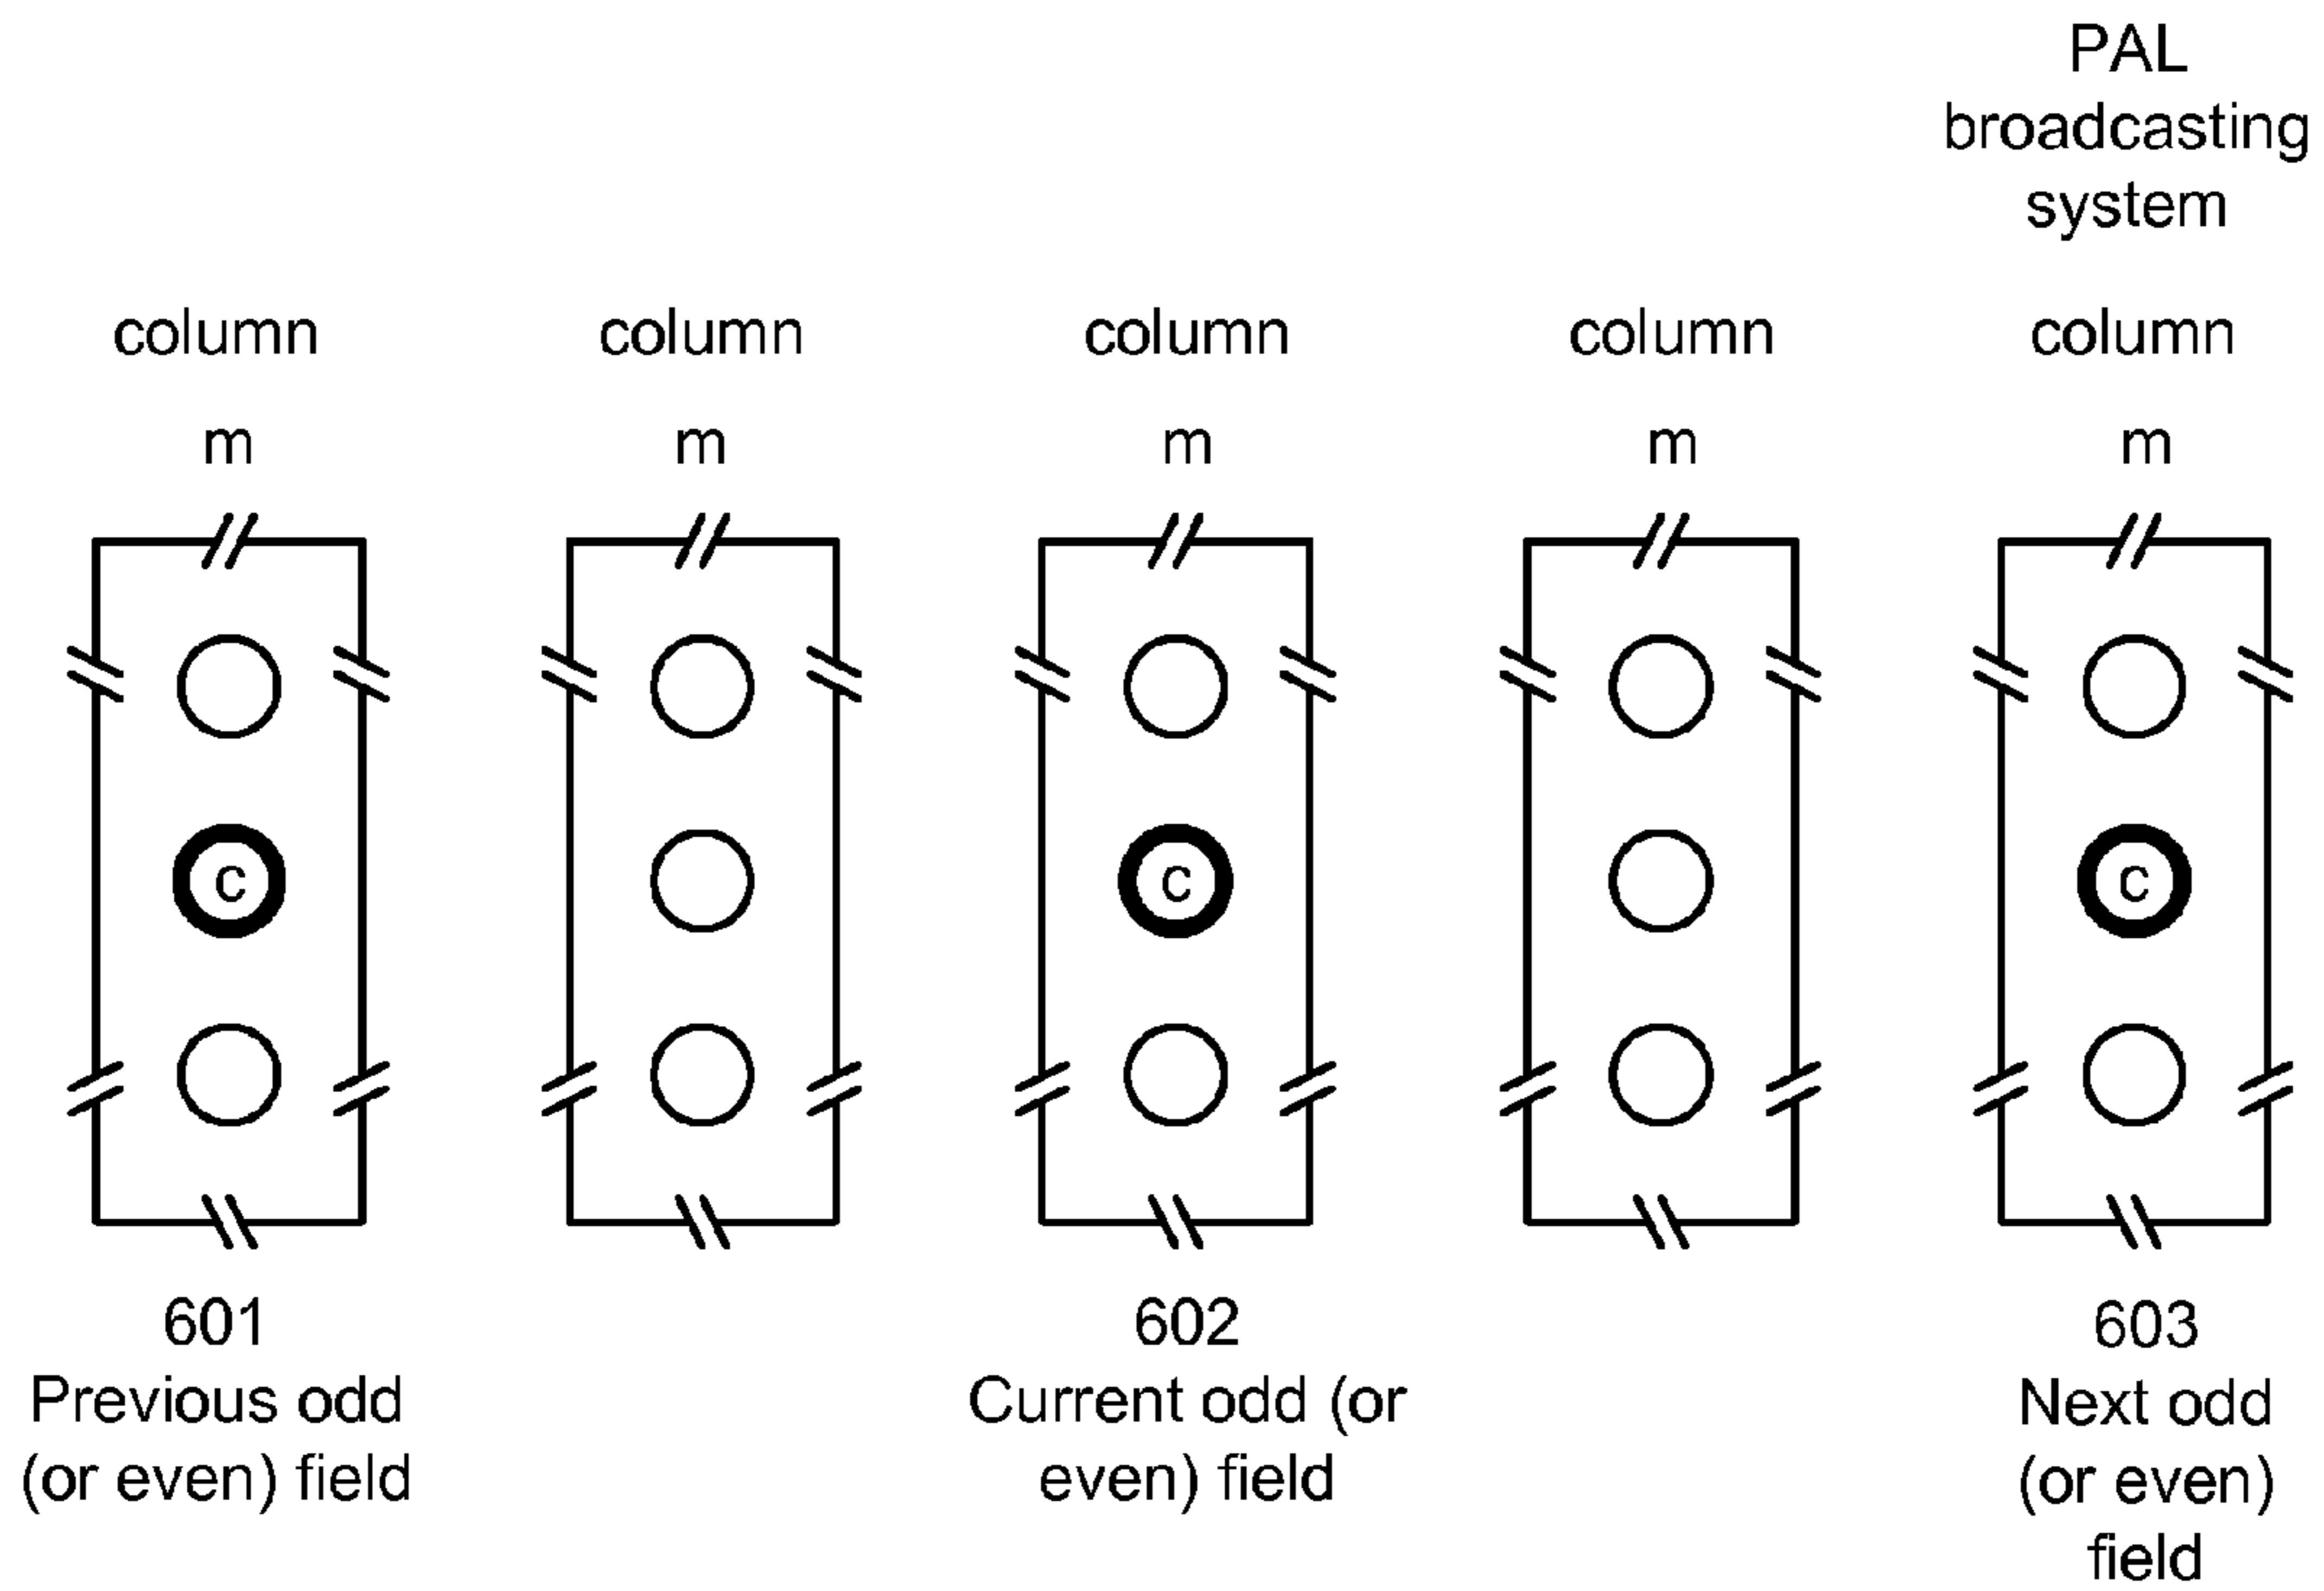 PAL
broadcasting
system
column column column column column
m m m m m
c c c
601 602 603
Previous odd Current odd (or Next odd
(or even) field even) field (or even)
field